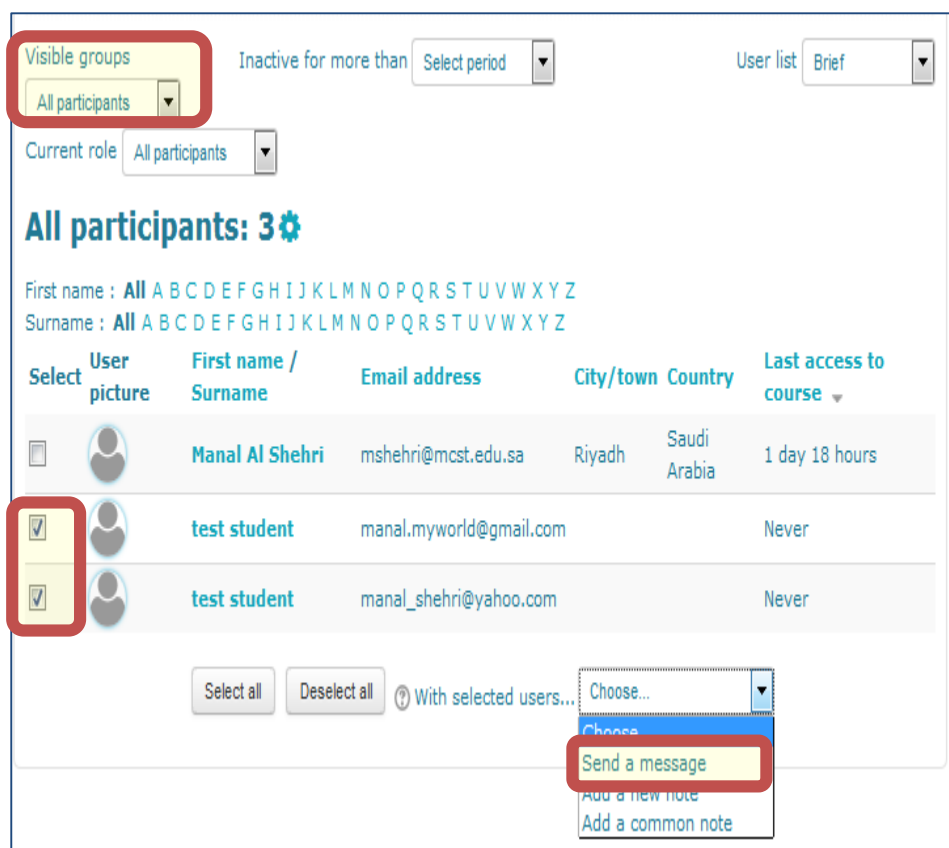 Visible groups
Inactive for more than Select period
User list Brief
All participants
Current role All participants
All participants: 3
First name : All A B C D E F G H I J K L M N O P Q R S T U V W X Y Z
Surname : All A B C D E F G H I J K L M N O P Q R S T U V W X Y Z
Select User picture First name / Surname Email address City/town Country Last access to course
Manal Al Shehri mshehri@mcst.edu.sa Riyadh Saudi Arabia 1 day 18 hours
test student manal.myworld@gmail.com Never
test student manal_shehri@yahoo.com Never
Select all Deselect all With selected users... Choose...
Choose...
Send a message
Add a new note
Add a common note